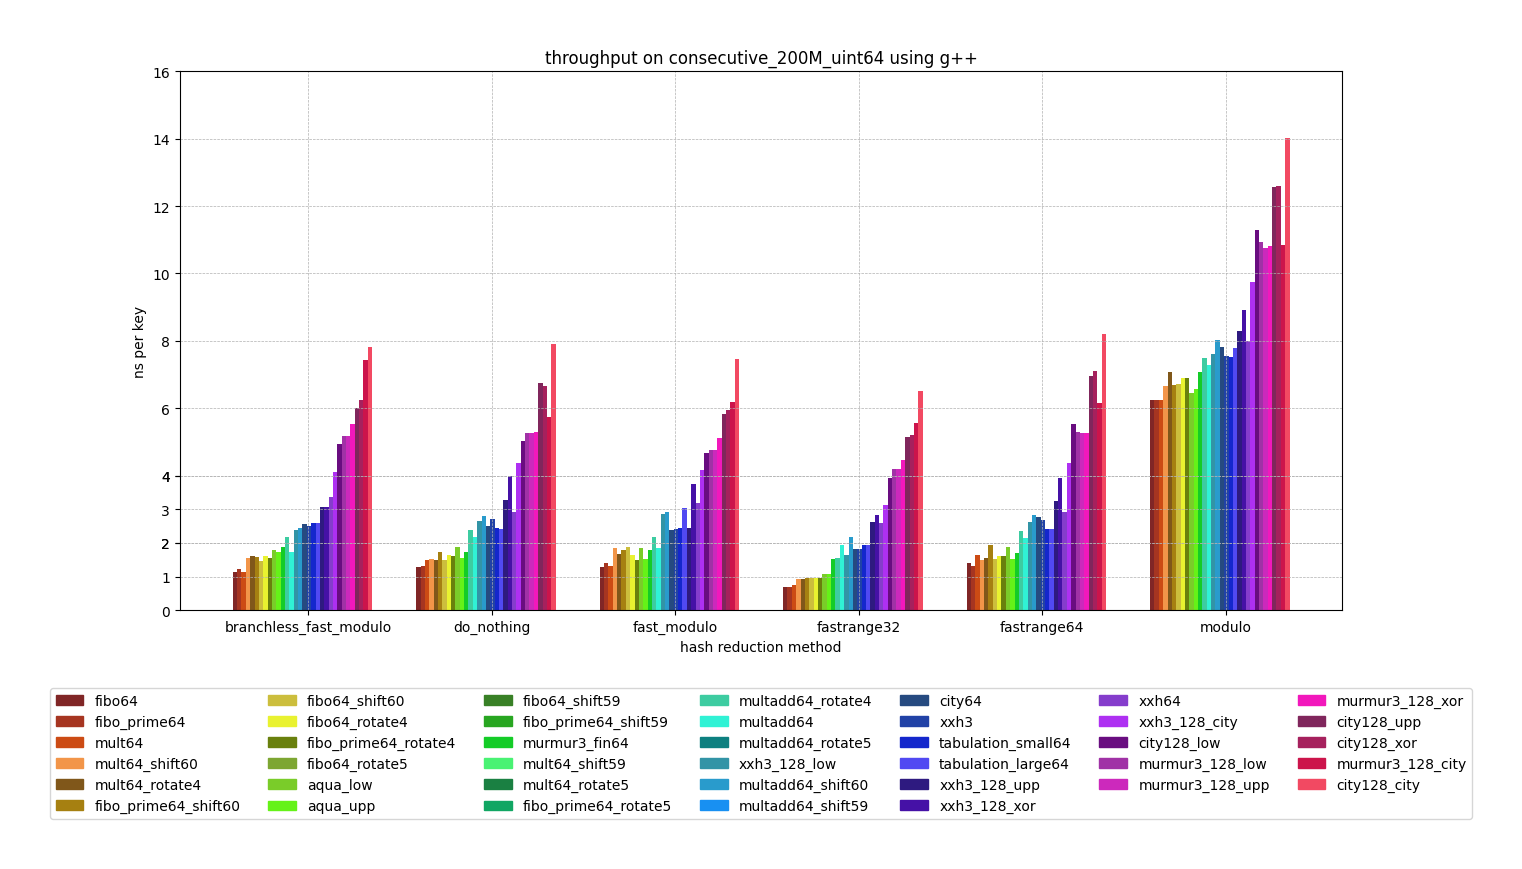 throughput on consecutive_200M_uint64 using g++
16
14
12
10
8
6
4
3
2
1
0
ns per key
branchless_fast_modulo do_nothing fast_modulo fastrange32 fastrange64 modulo
hash reduction method
fibo64 fibo64_shift60 fibo64_shift59 multadd64_rotate4 city64 xxh64 murmur3_128_xor
fibo_prime64 fibo64_rotate4 fibo_prime64_shift59 multadd64 xxh3 xxh3_128_city city128_upp
mult64 fibo_prime64_rotate4 murmur3_fin64 multadd64_rotate5 tabulation_small64 city128_low city128_xor
mult64_shift60 fibo64_rotate5 mult64_shift59 xxh3_128_low tabulation_large64 murmur3_128_low murmur3_128_city
mult64_rotate4 aqua_low mult64_rotate5 multadd64_shift60 xxh3_128_upp murmur3_128_upp city128_city
fibo_prime64_shift60 aqua_upp fibo_prime64_rotate5 multadd64_shift59 xxh3_128_xor